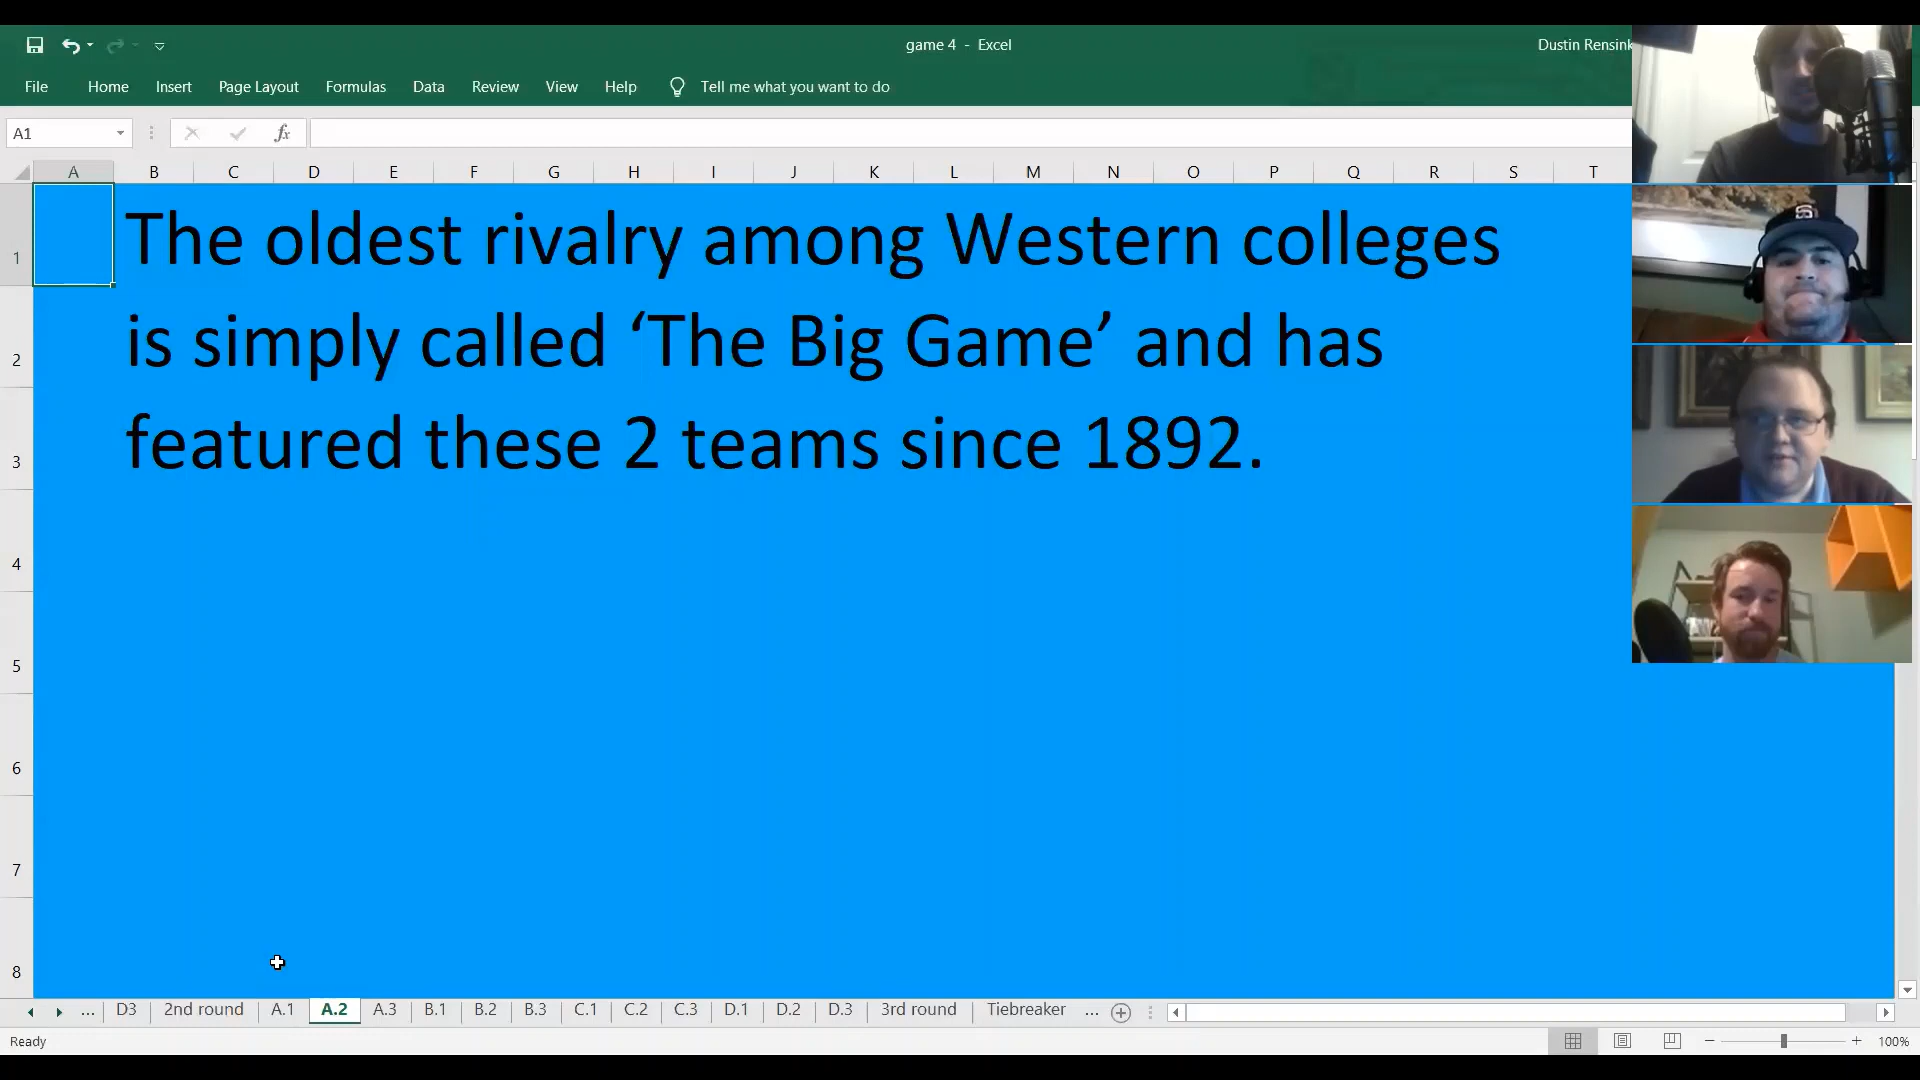 game 4 - Excel
Dustin Rensink
File Home Insert Page Layout Formulas Data Review View Help Tell me what you want to do
A1
fx
A B C D E F G H I J K L M N O P Q R S T
1
The oldest rivalry among Western colleges
2
is simply called ‘The Big Game’ and has
3
featured these 2 teams since 1892.
4
5
6
7
8
... D3 2nd round A.1 A.2 A.3 B.1 B.2 B.3 C.1 C.2 C.3 D.1 D.2 D.3 3rd round Tiebreaker ...
Ready
100%